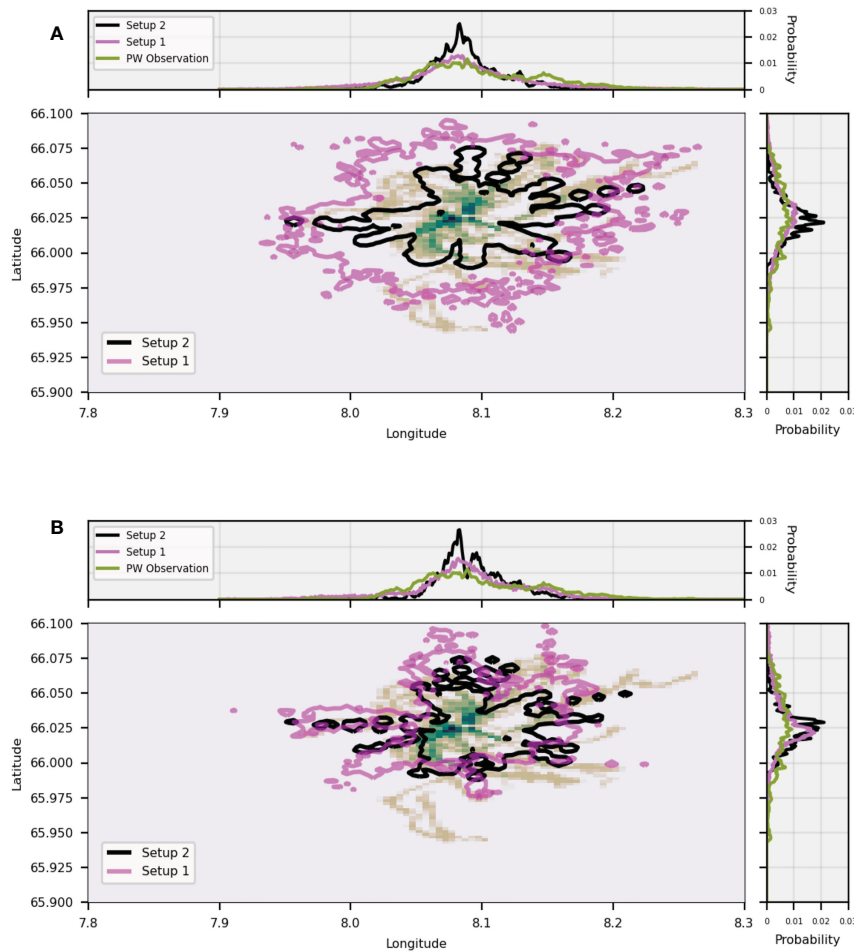 A
Setup 2
Setup 1
PW Observation
0.03
0.02
0.01
0
Probability
66.100
66.075
66.050
66.025
66.000
65.975
65.950
65.925
65.900
Latitude
Setup 2
Setup 1
7.8 7.9 8.0 8.1 8.2 8.3
Longitude
0 0.01 0.02 0.03
Probability
B
Setup 2
Setup 1
PW Observation
0.03
0.02
0.01
0
Probability
66.100
66.075
66.050
66.025
66.000
65.975
65.950
65.925
65.900
Latitude
Setup 2
Setup 1
7.8 7.9 8.0 8.1 8.2 8.3
Longitude
0 0.01 0.02 0.03
Probability